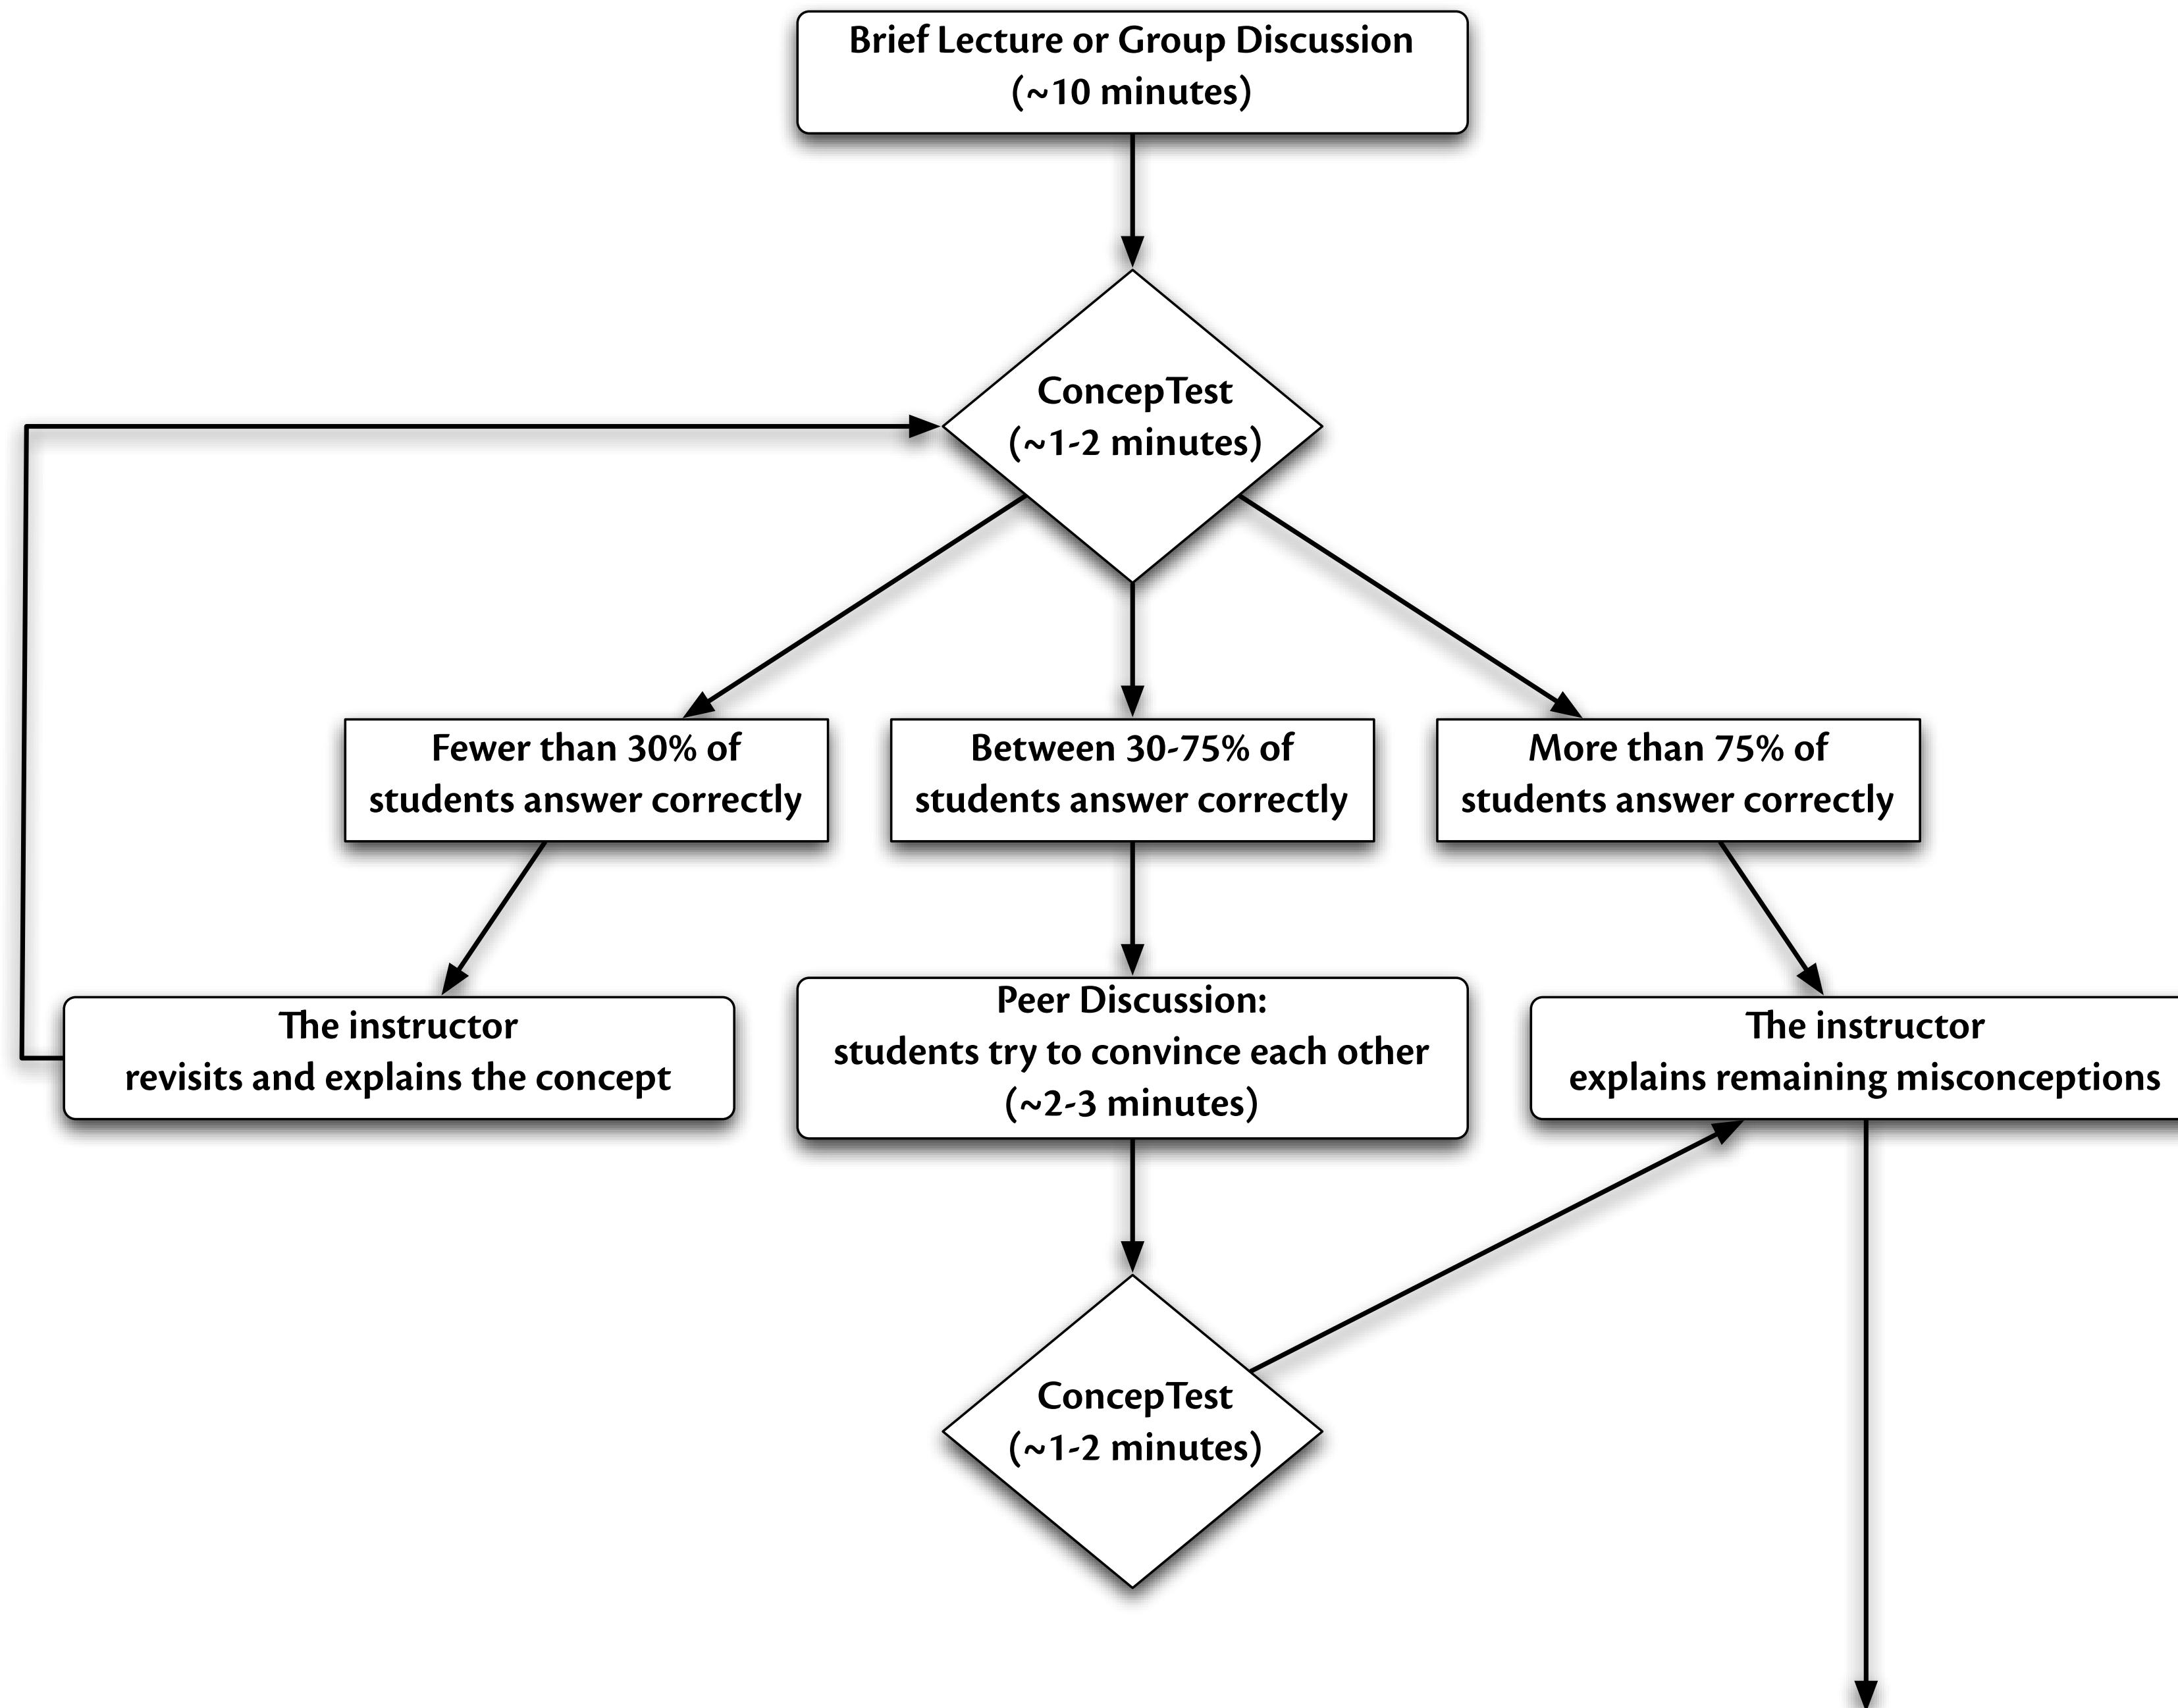 Brief Lecture or Group Discussion
(~10 minutes)
ConcepTest
(~1-2 minutes)
Fewer than 30% of
students answer correctly
Between 30-75% of
students answer correctly
More than 75% of
students answer correctly
The instructor
revisits and explains the concept
Peer Discussion:
students try to convince each other
(~2-3 minutes)
The instructor
explains remaining misconceptions
ConcepTest
(~1-2 minutes)